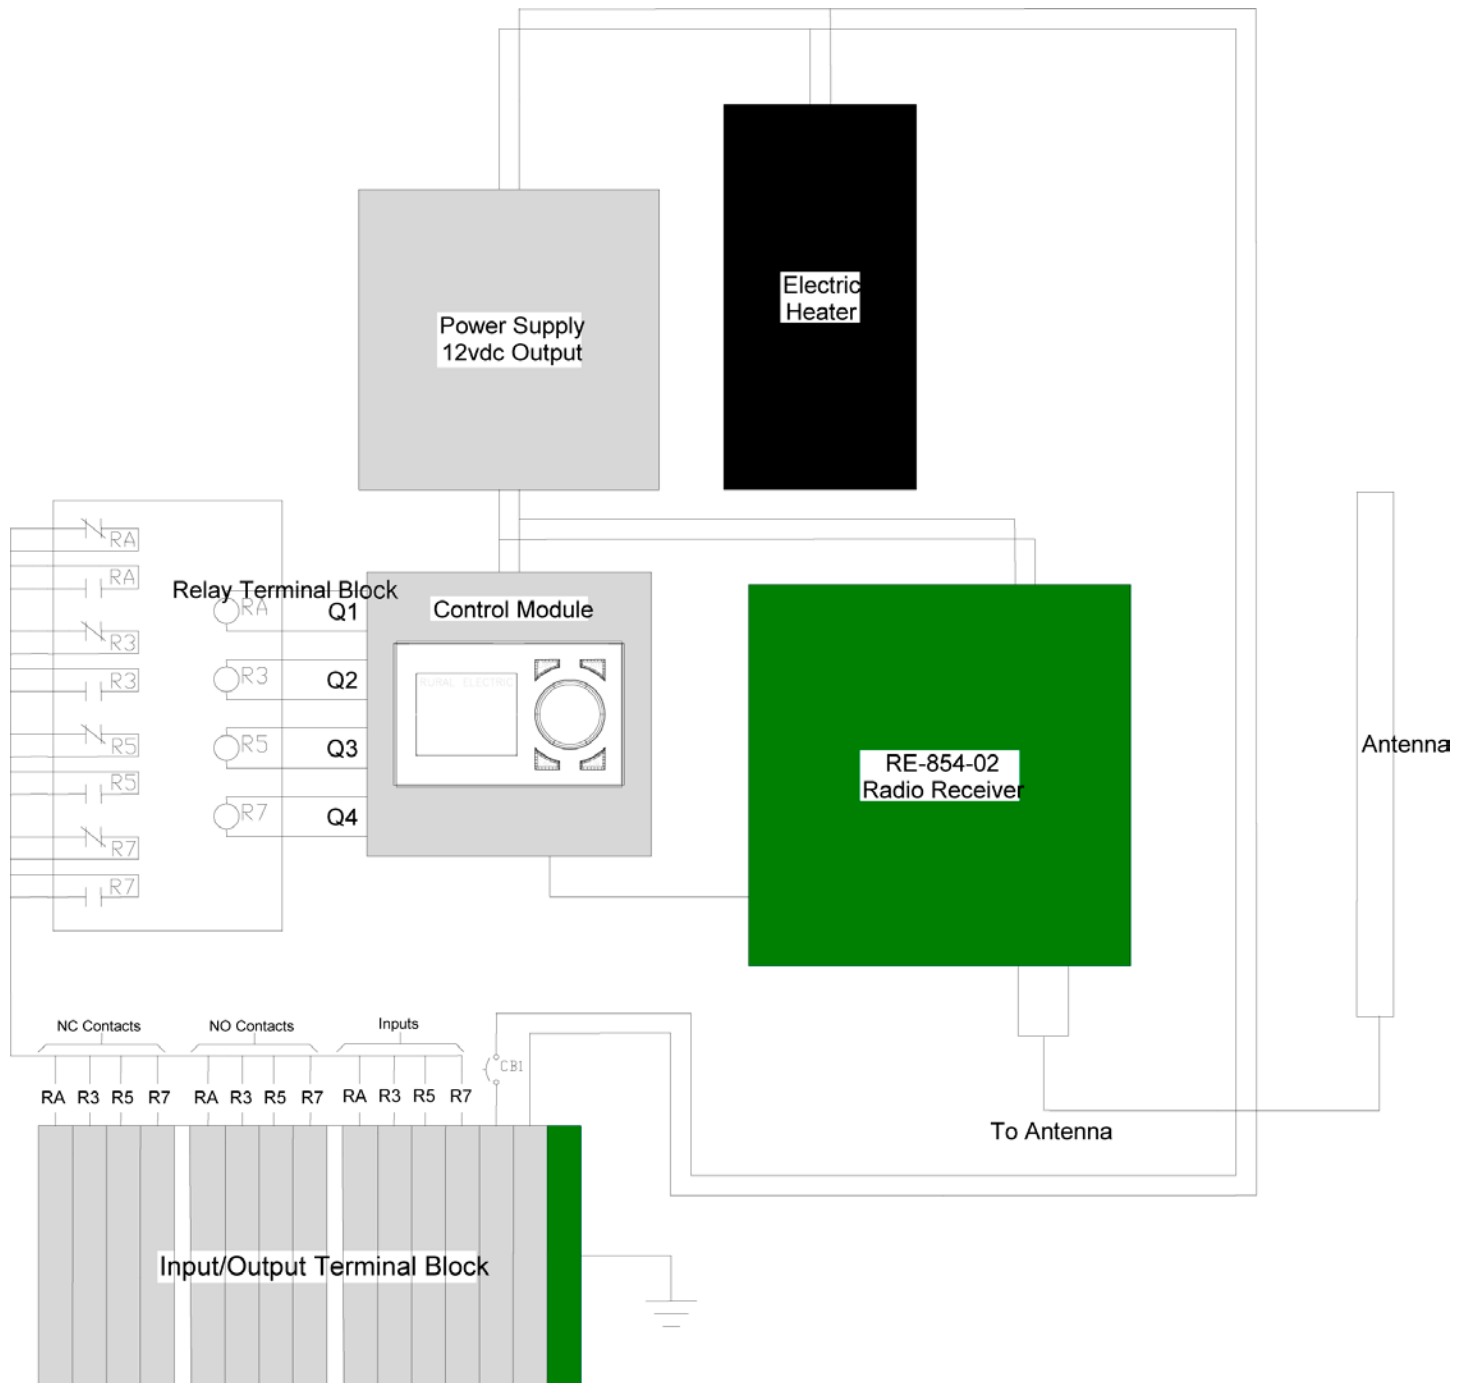 Electric
Heater
Power Supply
12vdc Output
RA
RA
R3
R3
R5
R5
R7
R7
Relay Terminal Block
RA
Q1
R3
Q2
R5
Q3
R7
Q4
Control Module
RURAL ELECTRIC
RE-854-02
Radio Receiver
Antenna
NC Contacts
NO Contacts
Inputs
CB1
RA R3 R5 R7 RA R3 R5 R7 RA R3 R5 R7
To Antenna
Input/Output Terminal Block